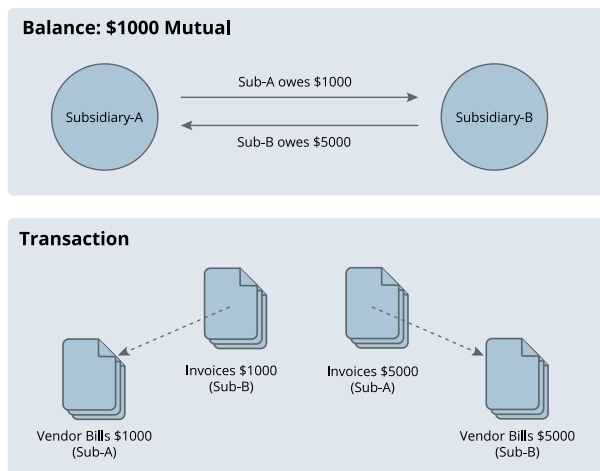 Balance: $1000 Mutual
Sub-A owes $1000
Subsidiary-A
Subsidiary-B
Sub-B owes $5000
Transaction
Invoices $1000
(Sub-B)
Invoices $5000
(Sub-A)
Vendor Bills $1000
(Sub-A)
Vendor Bills $5000
(Sub-B)